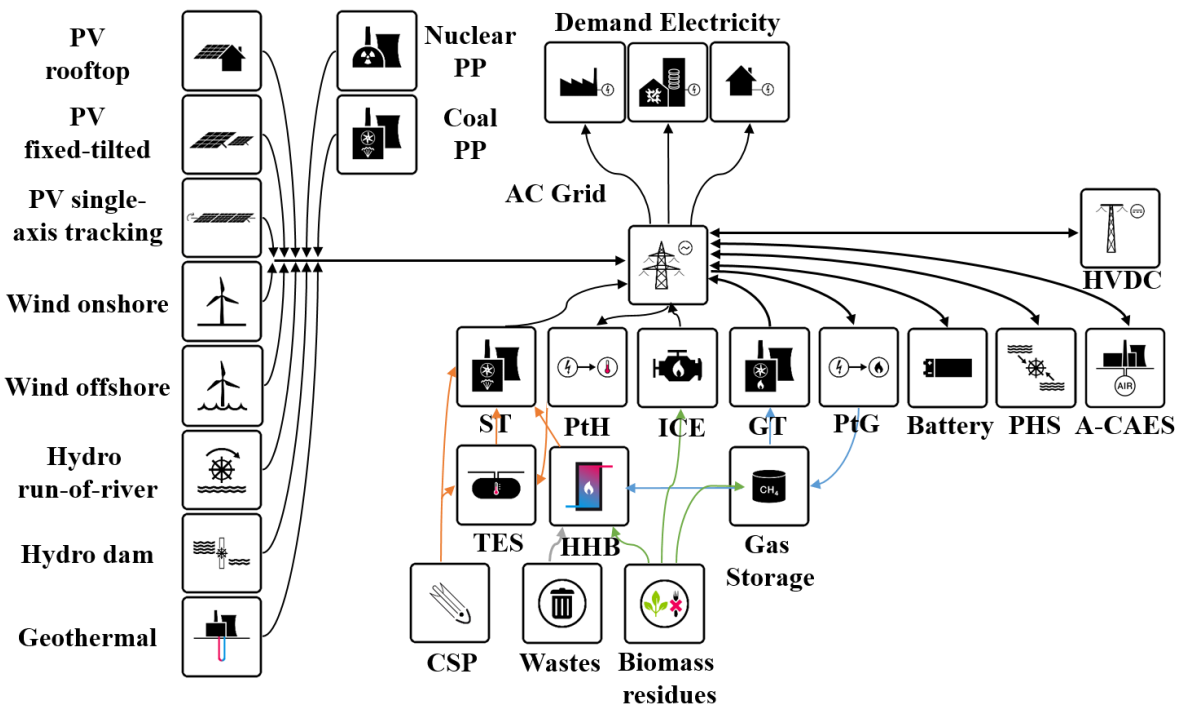 PV
rooftop
PV
fixed-tilted
PV single-
axis tracking
Wind onshore
Wind offshore
Hydro
run-of-river
Hydro dam
Geothermal
Nuclear
PP
Coal
PP
Demand Electricity
AC Grid
HVDC
ST
PtH
ICE
GT
PtG
Battery
PHS
AIR
A-CAES
TES
HHB
CH4
Gas
Storage
CSP
Wastes
Biomass
residues